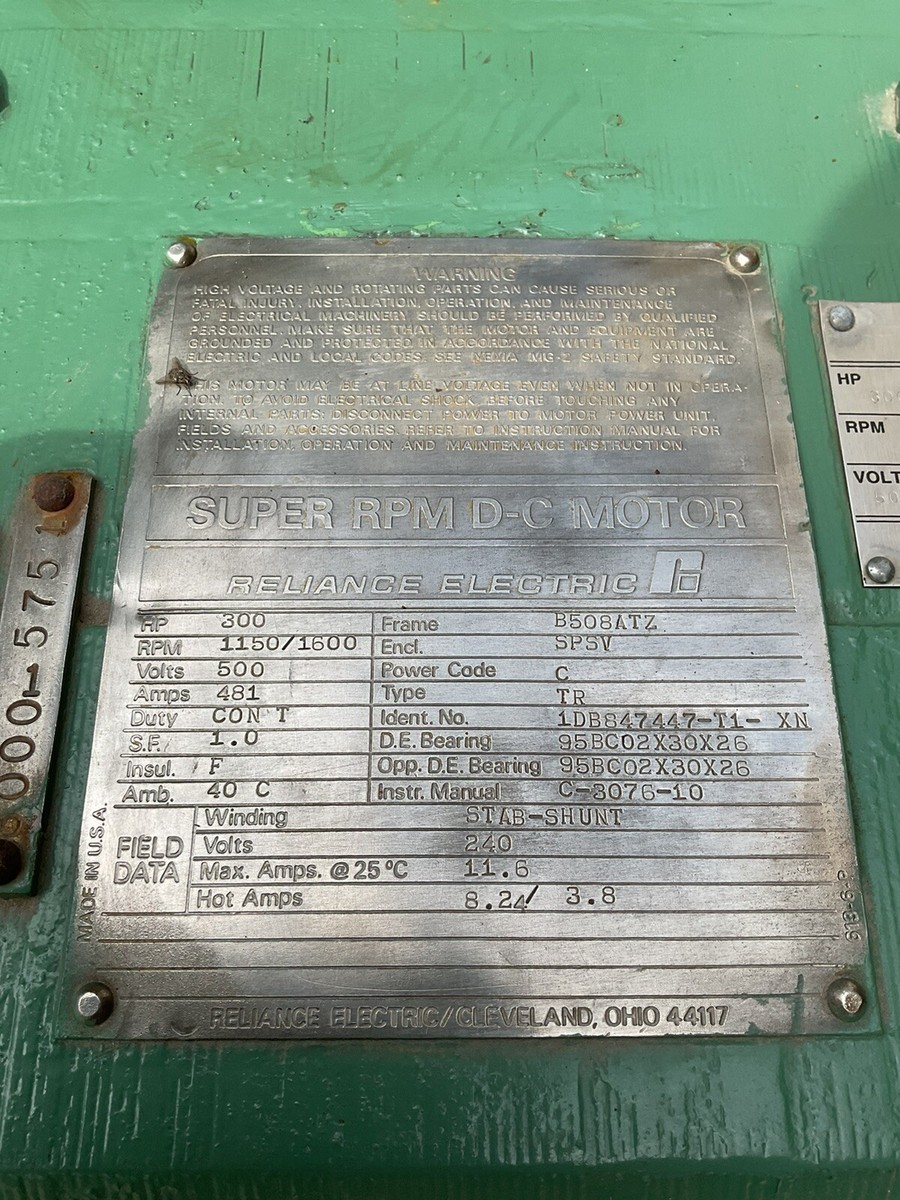 WARNING
HIGH VOLTAGE AND ROTATING PARTS CAN CAUSE SERIOUS OR
FATAL INJURY. INSTALLATION, OPERATION, AND MAINTENANCE
OF ELECTRICAL MACHINERY SHOULD BE PERFORMED BY QUALIFIED
PERSONNEL. MAKE SURE THAT THE MOTOR AND EQUIPMENT ARE
GROUNDED AND PROTECTED IN ACCORDANCE WITH THE NATIONAL
ELECTRIC AND LOCAL CODES. SEE NEMA MG-2 SAFETY STANDARD.
THIS MOTOR MAY BE AT LINE VOLTAGE EVEN WHEN NOT IN OPERA-
TION. TO AVOID ELECTRICAL SHOCK BEFORE TOUCHING ANY
INTERNAL PARTS: DISCONNECT POWER TO MOTOR POWER UNIT,
FIELDS AND ACCESSORIES. REFER TO INSTRUCTION MANUAL FOR
INSTALLATION, OPERATION AND MAINTENANCE INSTRUCTION.
SUPER RPM D-C MOTOR
RELIANCE ELECTRIC
HP 300 Frame B508ATZ
RPM 1150/1600 Encl. SPSV
Volts 500 Power Code C
Amps 481 Type TR
Duty CON'T Ident. No. 1DB847447-T1- XN
S.F. 1.0 D.E. Bearing 95BC02X30X26
Insul. F Opp. D.E. Bearing 95BC02X30X26
Amb. 40 C Instr. Manual C-3076-10
FIELD DATA
Winding STAB-SHUNT
Volts 240
Max. Amps. @ 25°C 11.6
Hot Amps 8.24/ 3.8
MADE IN U.S.A.
RELIANCE ELECTRIC/CLEVELAND, OHIO 44117
HP
RPM
VOLT